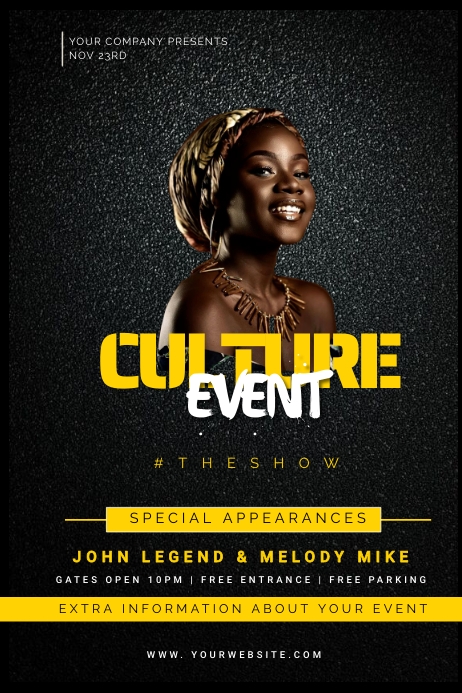 YOUR COMPANY PRESENTS
NOV 23RD
CULTURE
EVENT
#THESHOW
SPECIAL APPEARANCES
JOHN LEGEND & MELODY MIKE
GATES OPEN 10PM | FREE ENTRANCE | FREE PARKING
EXTRA INFORMATION ABOUT YOUR EVENT
WWW. YOURWEBSITE.COM